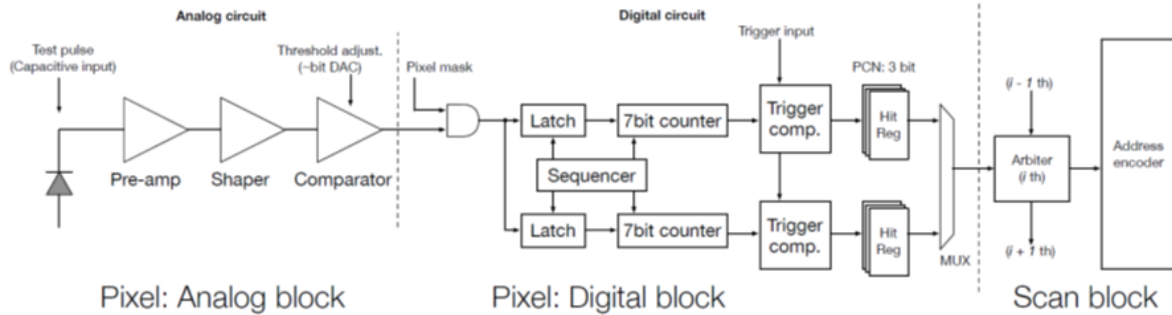 Analog circuit
Digital circuit
Test pulse
(Capacitive input)
Threshold adjust.
(~bit DAC)
Pixel mask
Trigger input
PCN: 3 bit
(i - 1 th)
Latch
7bit counter
Trigger
comp.
Hit
Reg
Pre-amp
Shaper
Comparator
Sequencer
Arbiter
(i th)
Address
encoder
Latch
7bit counter
Trigger
comp.
Hit
Reg
MUX
(i + 1 th)
Pixel: Analog block
Pixel: Digital block
Scan block